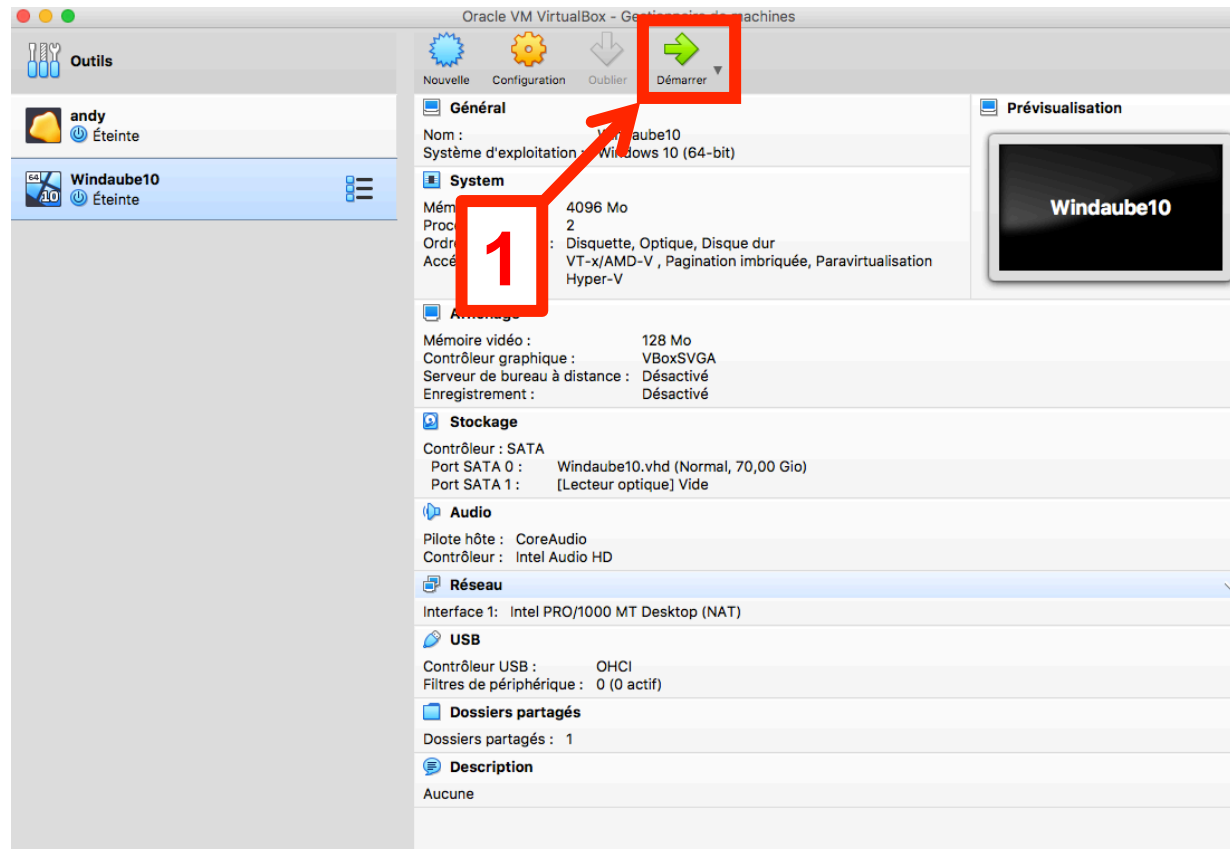 Oracle VM VirtualBox - Gestionnaire de machines
Outils
Nouvelle Configuration Oublier Démarrer
andy
Éteinte
64
10
Windaube10
Éteinte
Général
Nom : Windaube10
Système d'exploitation : Windows 10 (64-bit)
Prévisualisation
Windaube10
System
4096 Mo
2
: Disquette, Optique, Disque dur
VT-x/AMD-V , Pagination imbriquée, Paravirtualisation
Hyper-V
1
Affichage
Mémoire vidéo : 128 Mo
Contrôleur graphique : VBoxSVGA
Serveur de bureau à distance : Désactivé
Enregistrement : Désactivé
Stockage
Contrôleur : SATA
Port SATA 0 : Windaube10.vhd (Normal, 70,00 Gio)
Port SATA 1 : [Lecteur optique] Vide
Audio
Pilote hôte : CoreAudio
Contrôleur : Intel Audio HD
Réseau
Interface 1: Intel PRO/1000 MT Desktop (NAT)
USB
Contrôleur USB : OHCI
Filtres de périphérique : 0 (0 actif)
Dossiers partagés
Dossiers partagés : 1
Description
Aucune